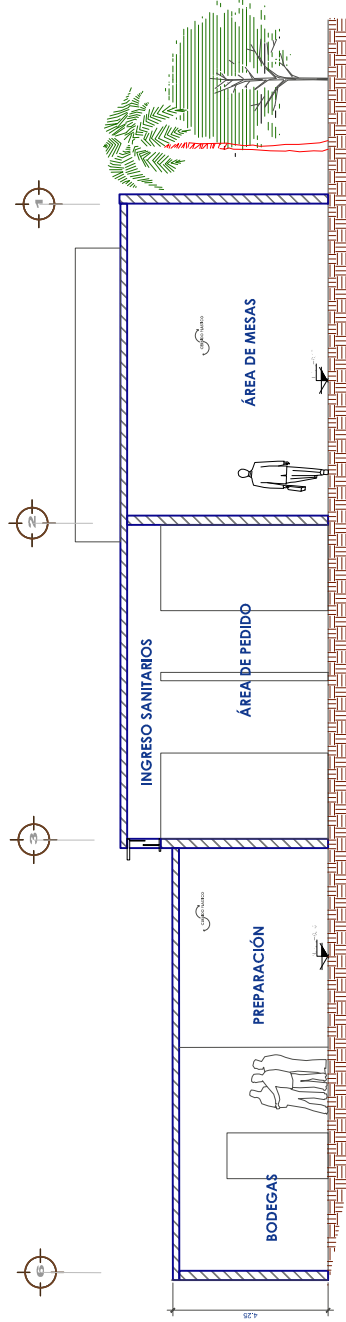 6
3
2
1
BODEGAS
PREPARACIÓN
INGRESO SANITARIOS
ÁREA DE PEDIDO
ÁREA DE MESAS
4.25